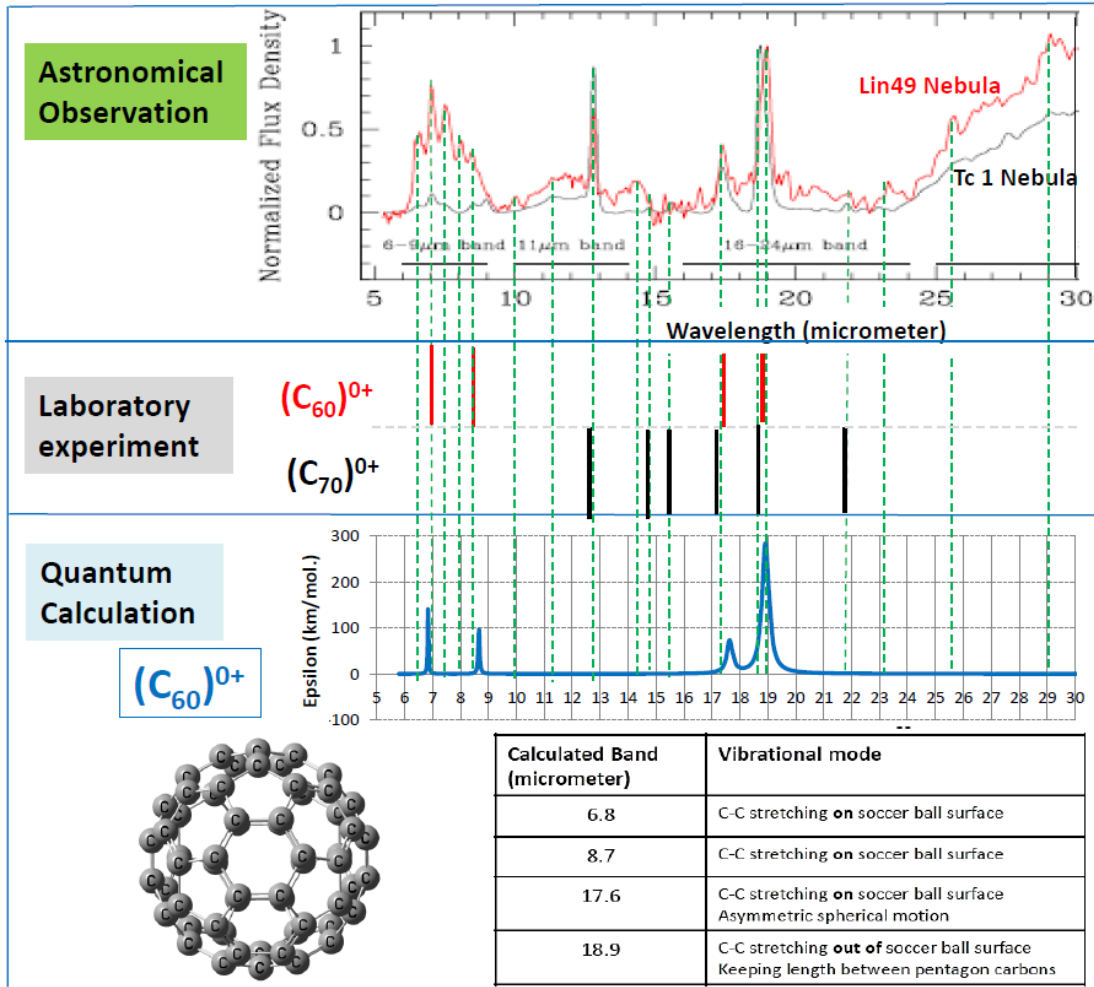 Astronomical
Observation
Normalized Flux Density
1
0.5
0
Lin49 Nebula
Tc 1 Nebula
6-9μm band
11μm band
16-24μm band
5 10 15 20 25 30
Wavelength (micrometer)
Laboratory
experiment
(C60)0+
(C70)0+
Quantum
Calculation
(C60)0+
Epsilon (km/mol.)
300
200
100
0
-100
5 6 7 8 9 10 11 12 13 14 15 16 17 18 19 20 21 22 23 24 25 26 27 28 29 30
Calculated Band
(micrometer)
Vibrational mode
6.8
C-C stretching on soccer ball surface
8.7
C-C stretching on soccer ball surface
17.6
C-C stretching on soccer ball surface
Asymmetric spherical motion
18.9
C-C stretching out of soccer ball surface
Keeping length between pentagon carbons